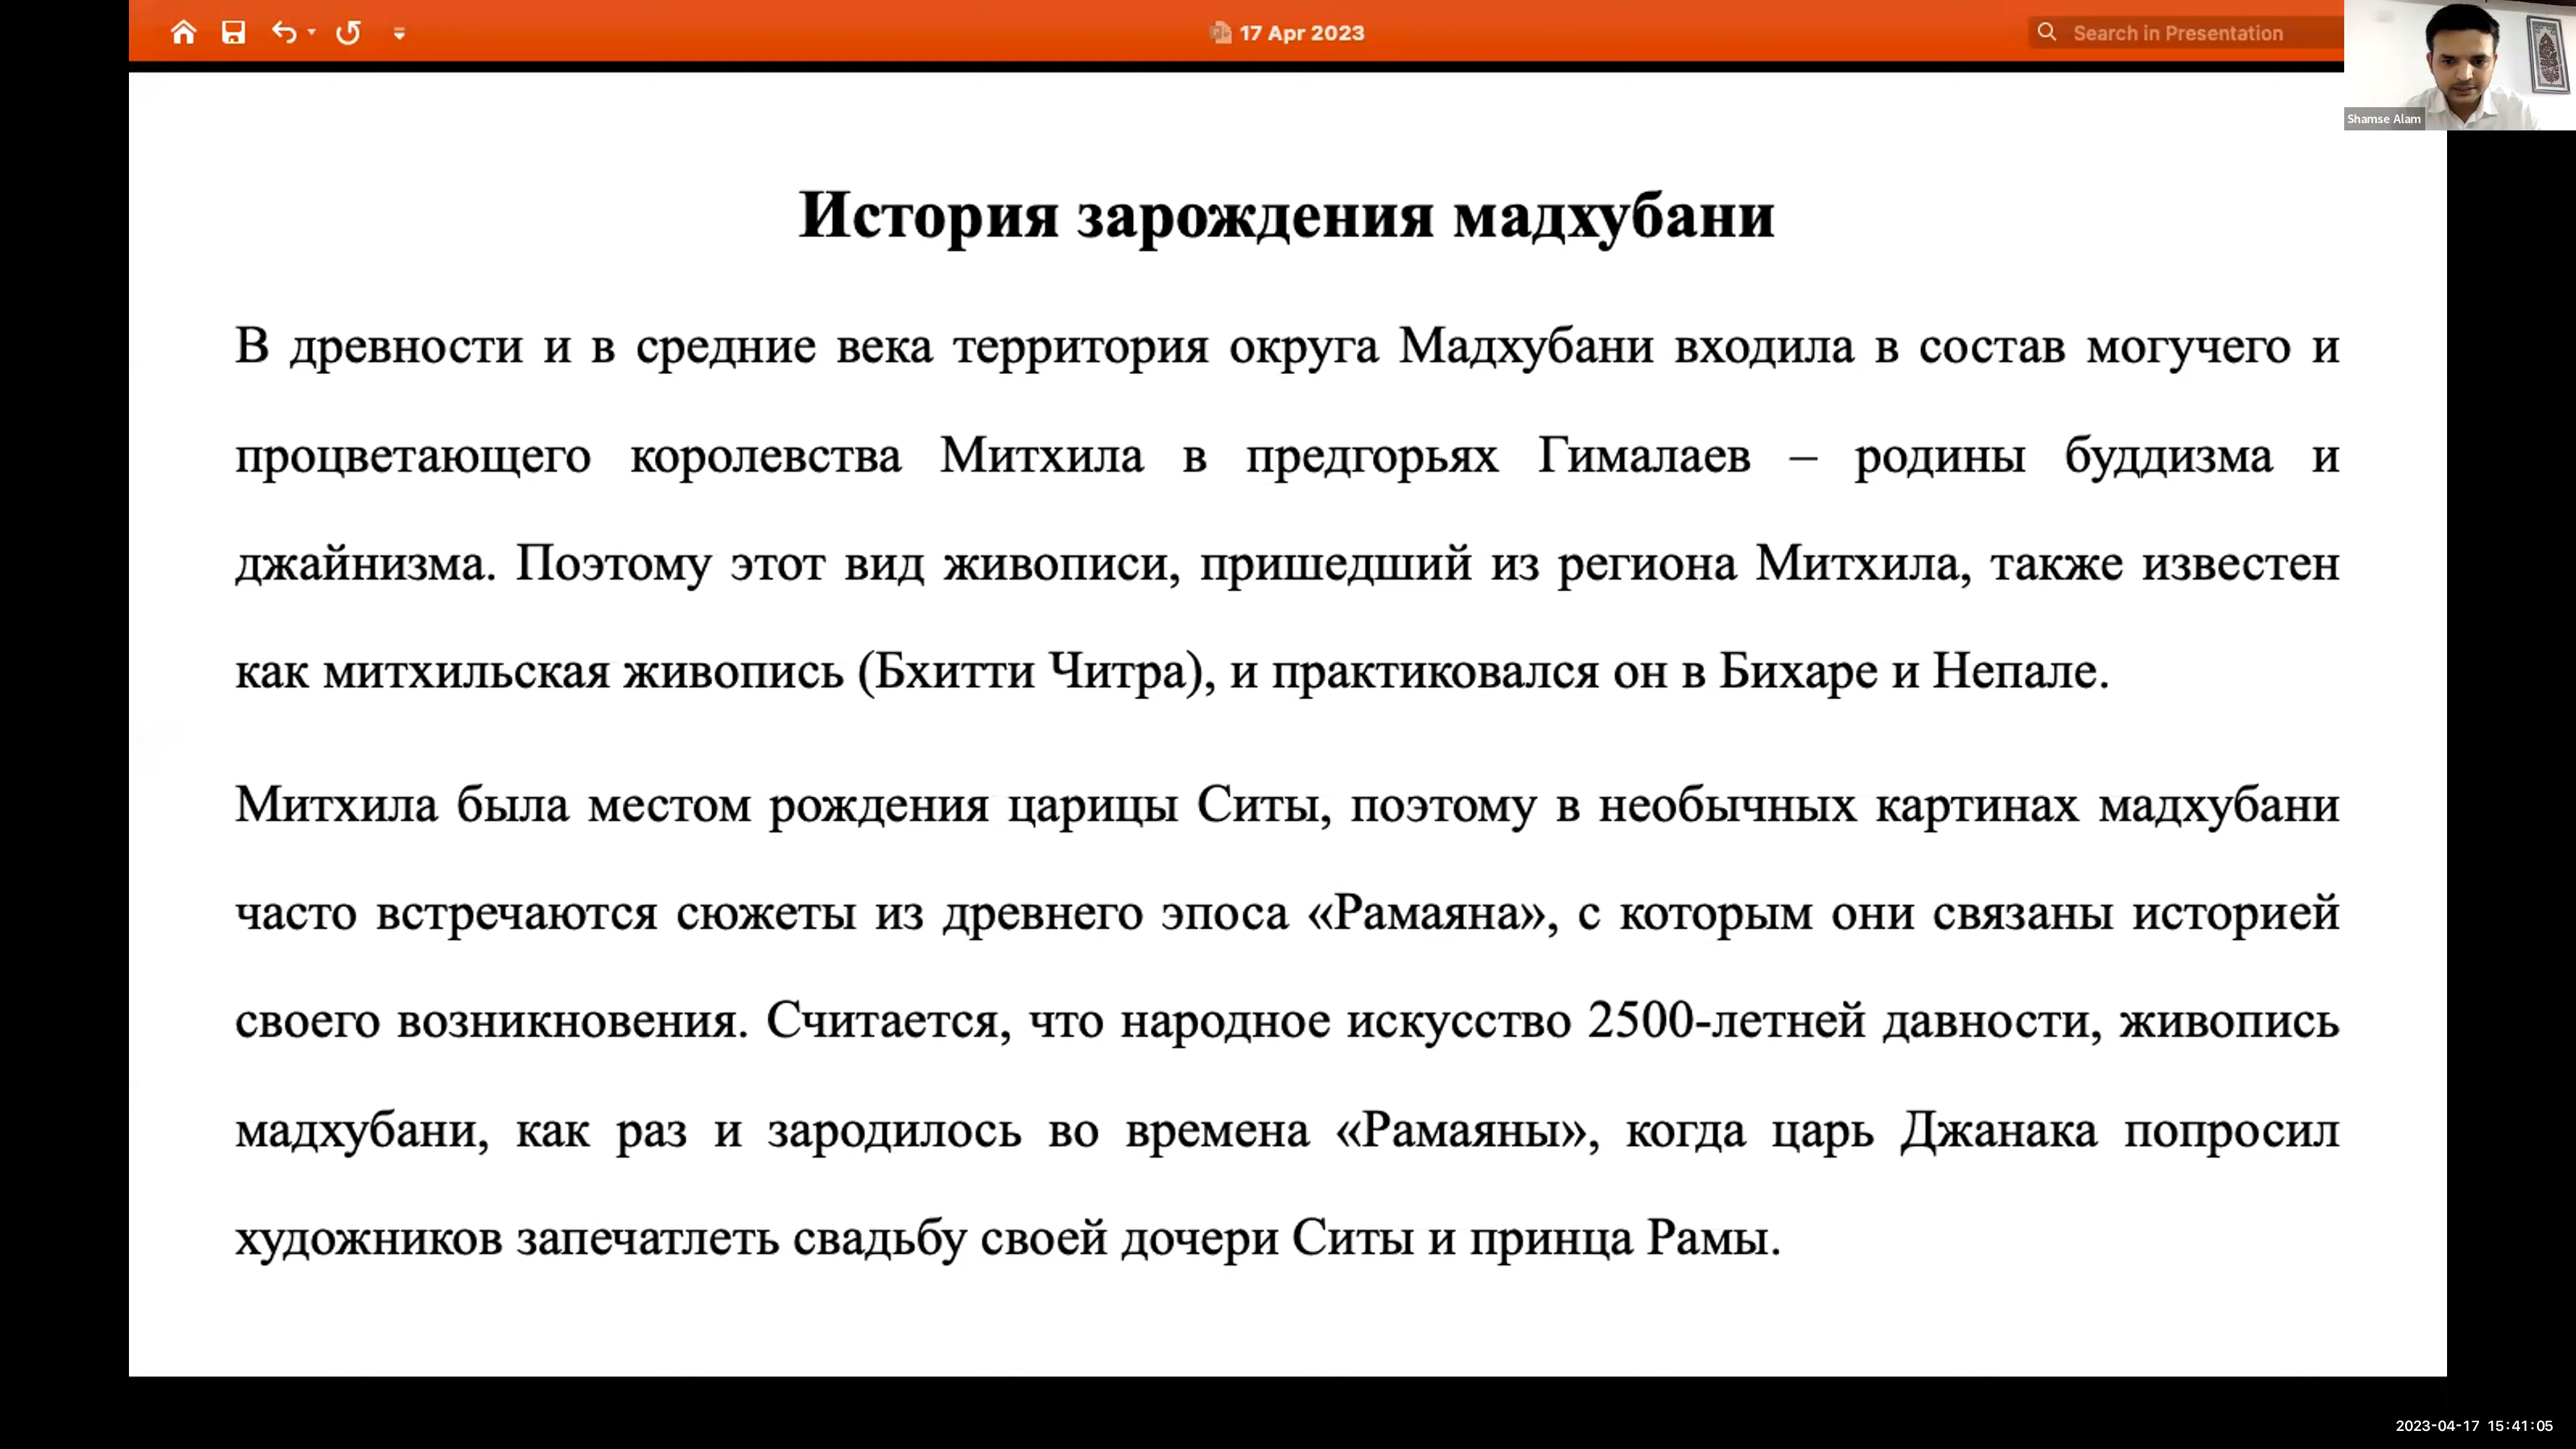 17 Apr 2023
Search in Presentation
Shamse Alam
История зарождения мадхубани
В древности и в средние века территория округа Мадхубани входила в состав могучего и
процветающего королевства Митхила в предгорьях Гималаев – родины буддизма и
джайнизма. Поэтому этот вид живописи, пришедший из региона Митхила, также известен
как митхильская живопись (Бхитти Читра), и практиковался он в Бихаре и Непале.
Митхила была местом рождения царицы Ситы, поэтому в необычных картинах мадхубани
часто встречаются сюжеты из древнего эпоса «Рамаяна», с которым они связаны историей
своего возникновения. Считается, что народное искусство 2500-летней давности, живопись
мадхубани, как раз и зародилось во времена «Рамаяны», когда царь Джанака попросил
художников запечатлеть свадьбу своей дочери Ситы и принца Рамы.
2023-04-17 15:41:05